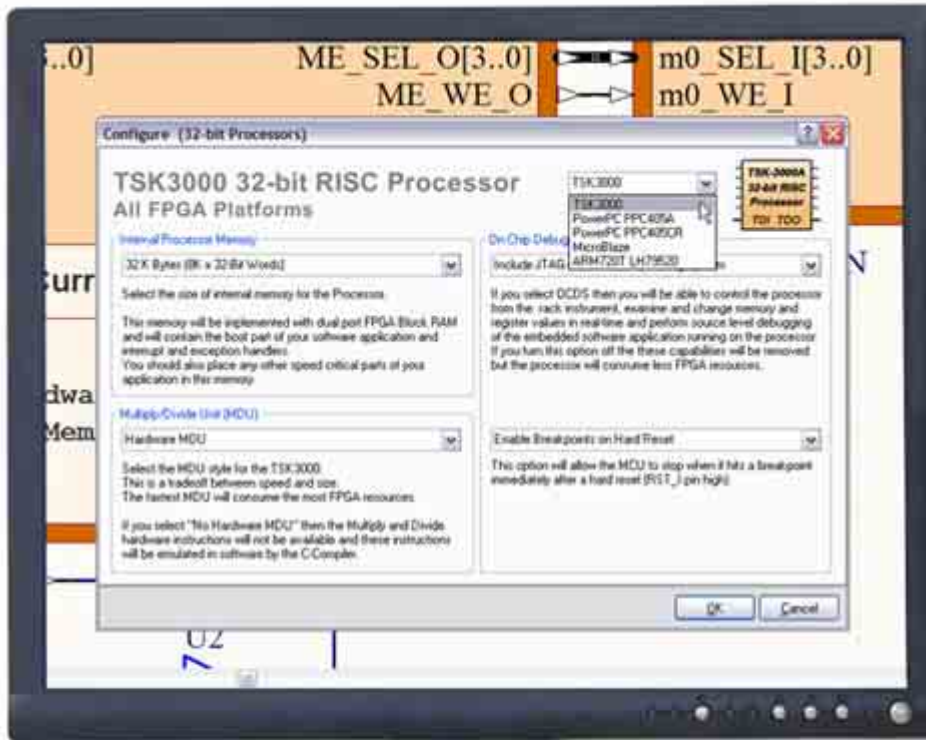 ..0]
ME_SEL_O[3..0]
m0_SEL_I[3..0]
ME_WE_O
m0_WE_I
Configure (32-bit Processors)
TSK3000 32-bit RISC Processor
All FPGA Platforms
TSK3000
TSK3000
PowerPC PPC405A
PowerPC PPC405CR
MicroBlaze
ARM720T LH79520
TSK-3000A
32-bit RISC
Processor
TDI TDO
Internal Processor Memory
32K Bytes (8K x 32-Bit Words)
Select the size of internal memory for the Processor.
This memory will be implemented with dual port FPGA Block RAM
and will contain the boot part of your software application and
interrupt and exception handlers.
You should also place any other speed critical parts of your
application in this memory
Multiply/Divide Unit (MDU)
Hardware MDU
Select the MDU style for the TSK3000.
This is a tradeoff between speed and size.
The fastest MDU will consume the most FPGA resources
If you select "No Hardware MDU" then the Multiply and Divide
hardware instructions will not be available and these instructions
will be emulated in software by the C-Compiler.
On Chip Debug
Include JTAG
If you select OCDS then you will be able to control the processor
from the rack instrument, examine and change memory and
register values in real-time and perform source level debugging
of the embedded software application running on the processor
If you turn this option off the these capabilities will be removed
but the processor will consume less FPGA resources.
Enable Breakpoints on Hard Reset
This option will allow the MCU to stop when it hits a breakpoint
immediately after a hard reset (RST_I pin high)
OK
Cancel
Curr
dwa
Mem
N
U2
7